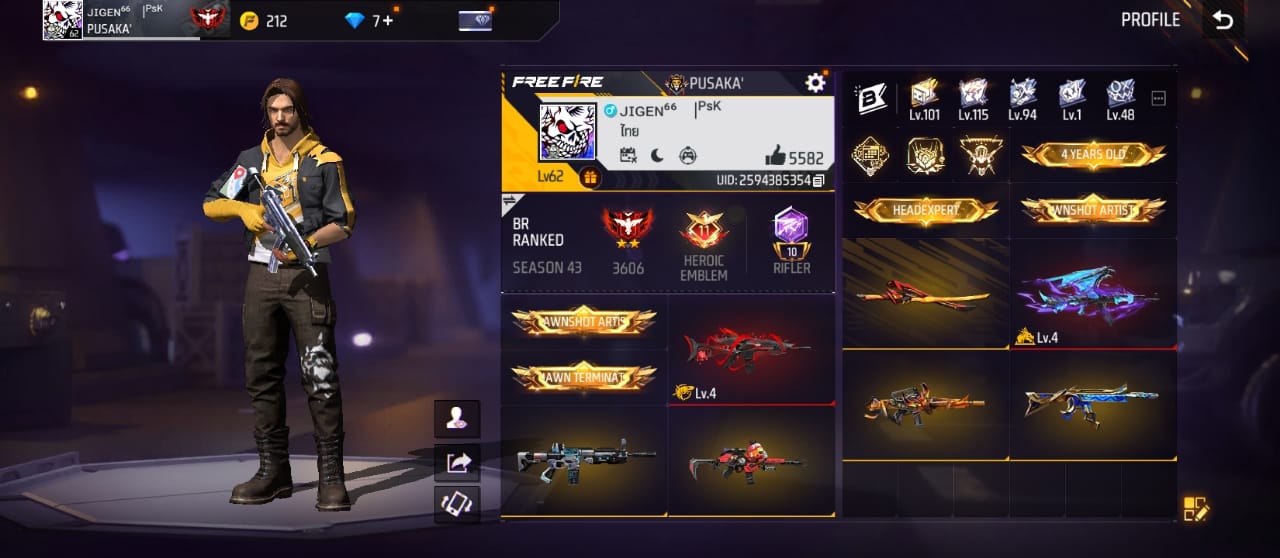 JIGEN⁶⁶ |PsK
PUSAKA'
62
212
7+
PROFILE
FREE FIRE
PUSAKA'
JIGEN⁶⁶ |PsK
ไทย
5582
Lv62
UID:2594385354
BR
RANKED
SEASON 43
3606
11
HEROIC
EMBLEM
10
RIFLER
AWNSHOT ARTIS
AWN TERMINAT
Lv.4
B
Lv.101
Lv.115
Lv.94
Lv.1
Lv.48
4 YEARS OLD
HEADEXPERT
WNSHOT ARTIST
Lv.4